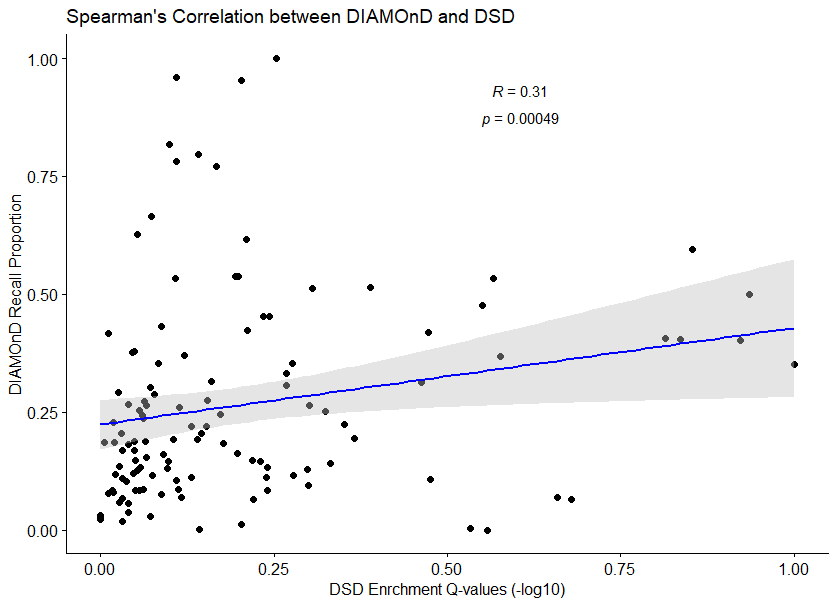 Spearman's Correlation between DIAMOnD and DSD
R = 0.31
p = 0.00049
DIAMOnD Recall Proportion
1.00
0.75
0.50
0.25
0.00
0.00 0.25 0.50 0.75 1.00
DSD Enrchment Q-values (-log10)